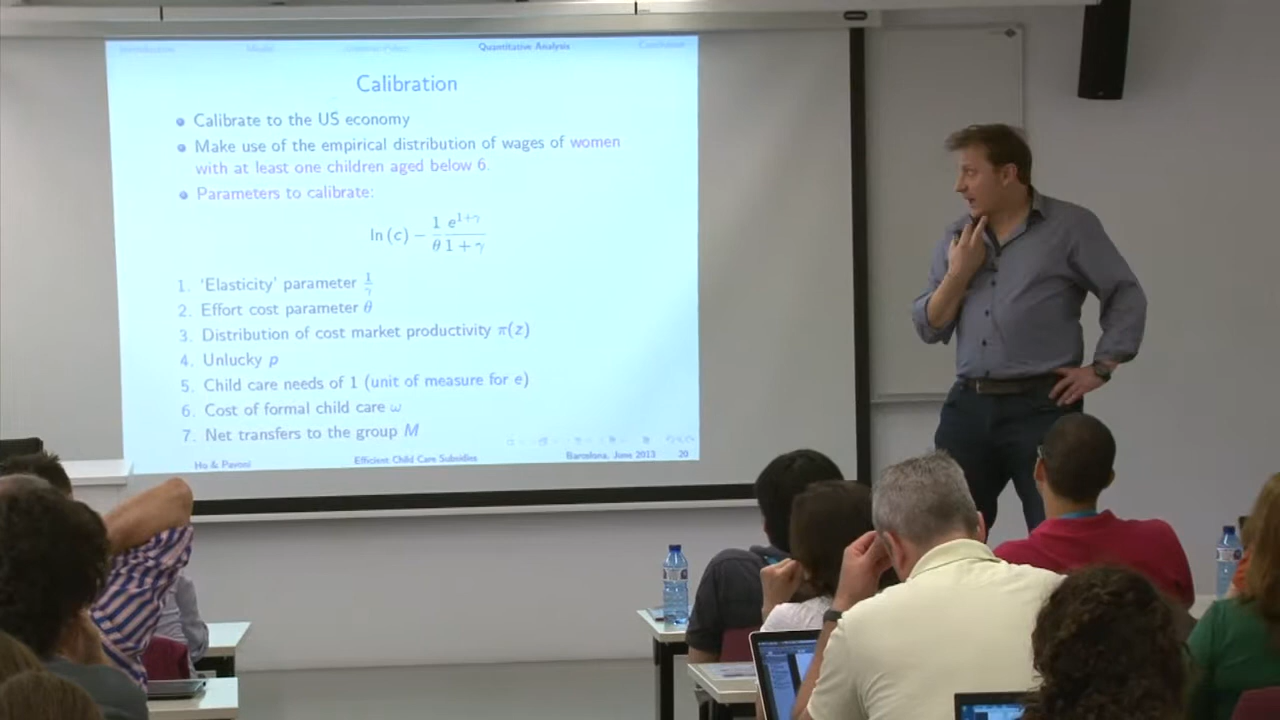 Introduction Model Quantitative Analysis Conclusion
Calibration
Calibrate to the US economy
Make use of the empirical distribution of wages of women
with at least one children aged below 6.
Parameters to calibrate:
ln (c) − 1/θ e^{1+γ}/1 + γ
1. 'Elasticity' parameter 1/γ
2. Effort cost parameter θ
3. Distribution of cost market productivity π(z)
4. Unlucky p
5. Child care needs of 1 (unit of measure for e)
6. Cost of formal child care ω
7. Net transfers to the group M
Ho & Pavoni Efficient Child Care Subsidies Barcelona, June 2013 20